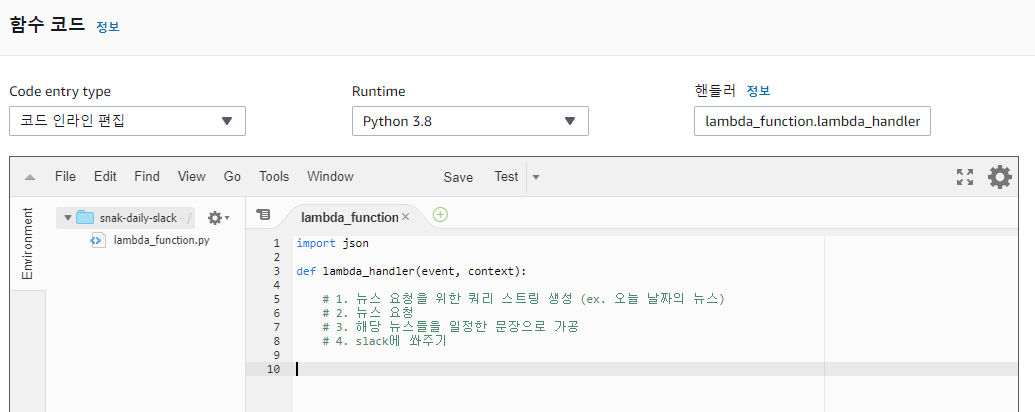 함수 코드 정보
Code entry type
코드 인라인 편집
Runtime
Python 3.8
핸들러 정보
lambda_function.lambda_handler
File Edit Find View Go Tools Window Save Test
Environment
snak-daily-slack - /
lambda_function.py
lambda_function ×
1 import json
2
3 def lambda_handler(event, context):
4
5 # 1. 뉴스 요청을 위한 쿼리 스트링 생성 (ex. 오늘 날짜의 뉴스)
6 # 2. 뉴스 요청
7 # 3. 해당 뉴스들을 일정한 문장으로 가공
8 # 4. slack에 쏴주기
9
10